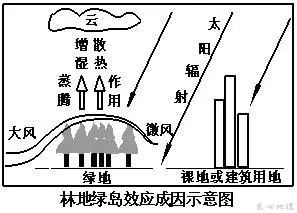 云
太阳辐射
增湿
散热
蒸腾
作用
大风
微风
绿地
裸地或建筑用地
林地绿岛效应成因示意图